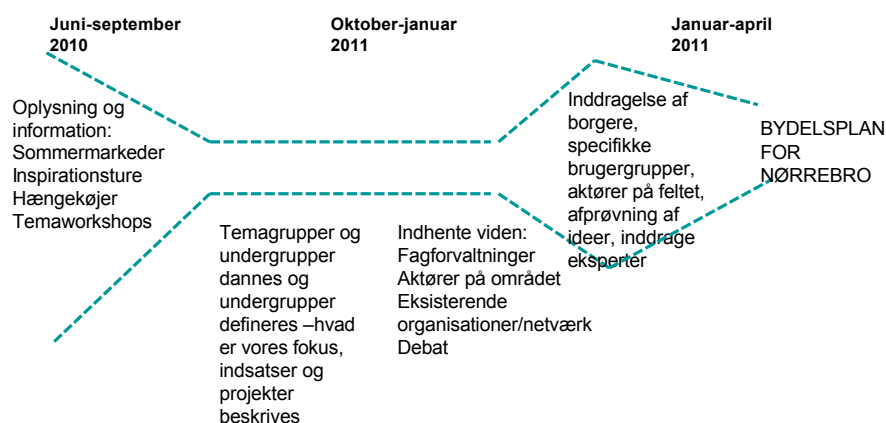 Juni-september
2010
Oktober-januar
2011
Januar-april
2011
Oplysning og
information:
Sommermarkeder
Inspirationsture
Hængekøjer
Temaworkshops
Temagrupper og
undergrupper
dannes og
undergrupper
defineres –hvad
er vores fokus,
indsatser og
projekter
beskrives
Indhente viden:
Fagforvaltninger
Aktører på området
Eksisterende
organisationer/netværk
Debat
Inddragelse af
borgere,
specifikke
brugergrupper,
aktører på feltet,
afprøvning af
ideer, inddrage
eksperter
BYDELSPLAN
FOR
NØRREBRO